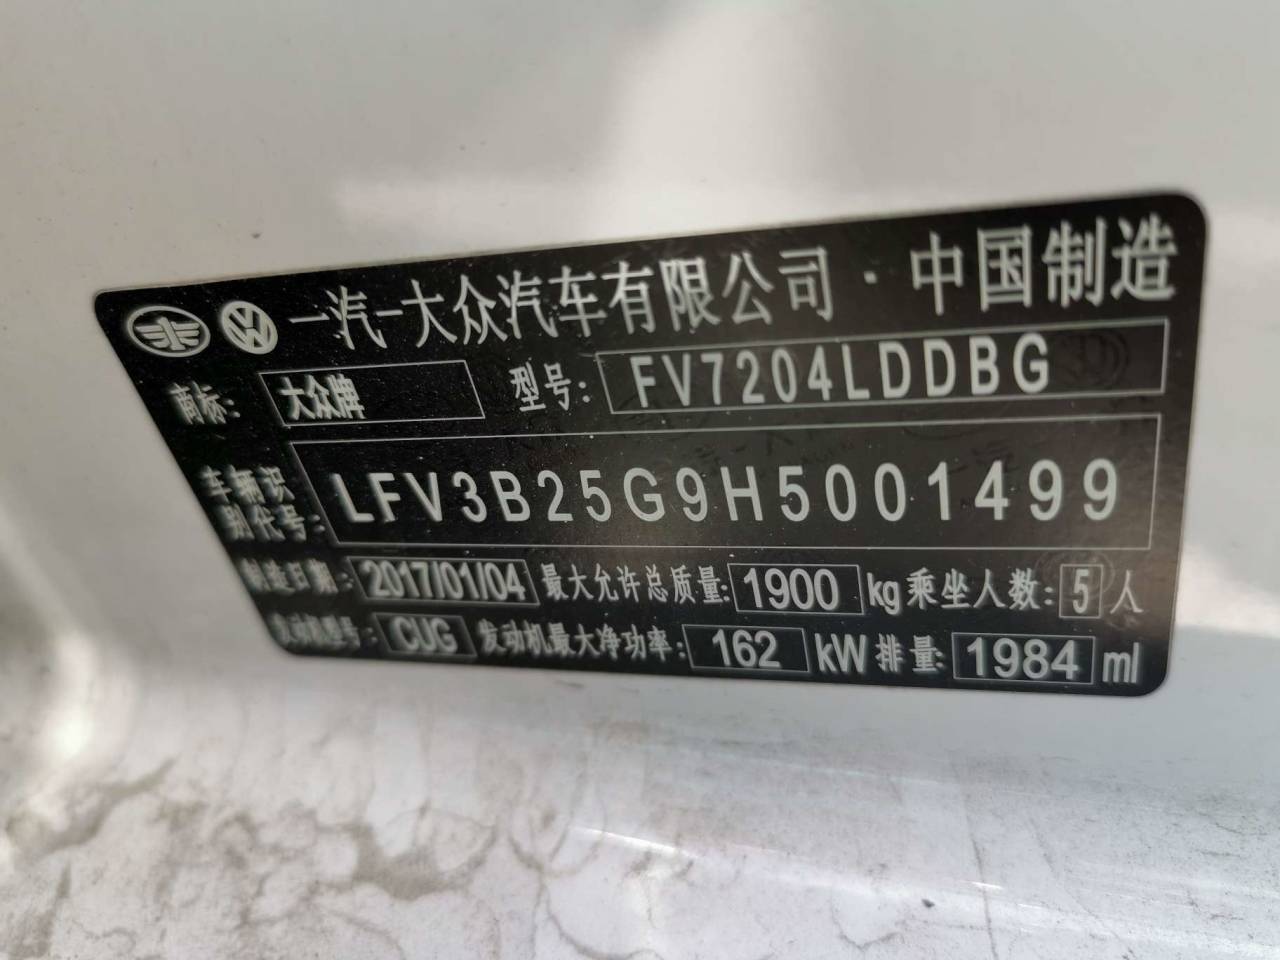 一汽-大众汽车有限公司·中国制造
商标: 大众牌 型号: FV7204LDDBG
车辆识别代号: LFV3B25G9H5001499
制造日期: 2017/01/04 最大允许总质量: 1900 kg 乘坐人数: 5 人
发动机型号: CUG 发动机最大净功率: 162 kW 排量: 1984 ml